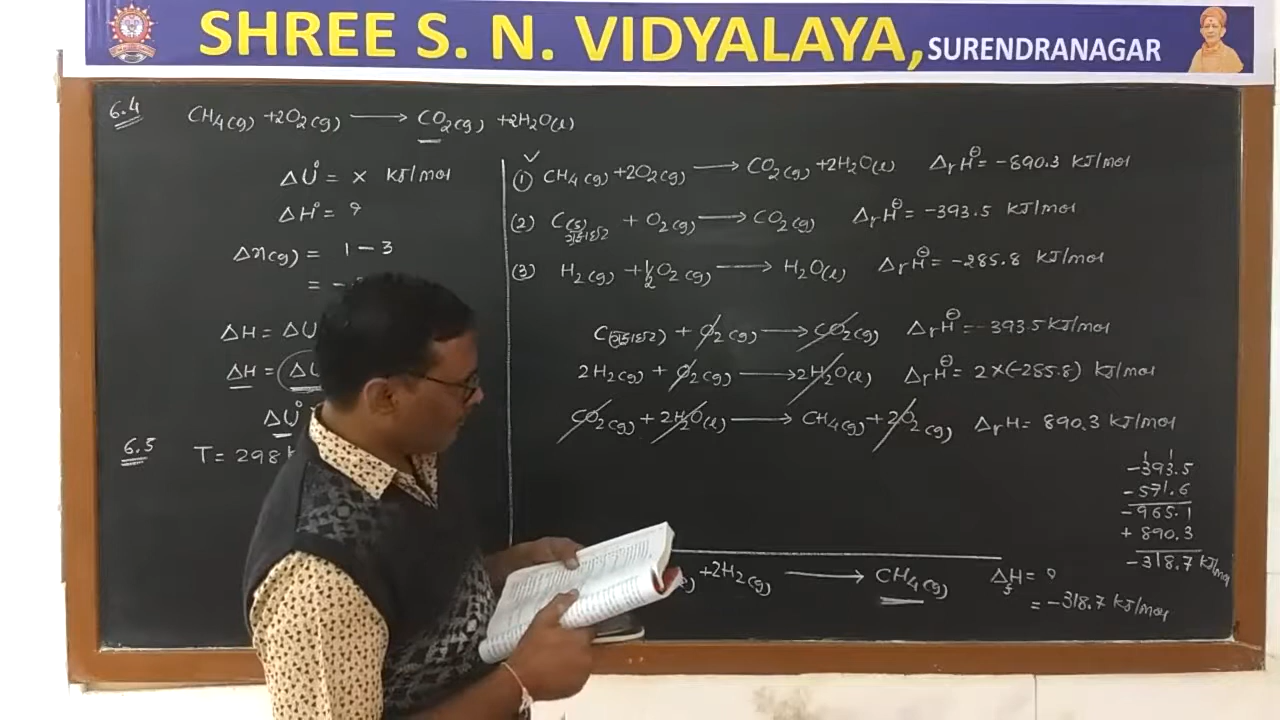 SHREE S. N. VIDYALAYA, SURENDRANAGAR
6.4 CH₄(g) + 2O₂(g) ⟶ CO₂(g) + 2H₂O(l)
ΔU° = x KJ/mol
ΔH° = ?
Δn(g) = 1 - 3
= -
ΔH = ΔU
ΔH = ΔU
ΔU°
6.5 T = 298
① CH₄(g) + 2O₂(g) ⟶ CO₂(g) + 2H₂O(l) ΔrH⊖ = -890.3 KJ/mol
(2) C(s) + O₂(g) ⟶ CO₂(g) ΔrH⊖ = -393.5 KJ/mol
ગ્રેફાઇટ
(3) H₂(g) + ½O₂(g) ⟶ H₂O(l) ΔrH⊖ = -285.8 KJ/mol
C(ગ્રેફાઇટ) + O₂(g) ⟶ CO₂(g) ΔrH⊖ = -393.5 KJ/mol
2H₂(g) + O₂(g) ⟶ 2H₂O(l) ΔrH⊖ = 2×(-285.8) KJ/mol
CO₂(g) + 2H₂O(l) ⟶ CH₄(g) + 2O₂(g) ΔrH = 890.3 KJ/mol
1 1
-393.5
-571.6
-965.1
+ 890.3
-318.7 KJ/mol
+ 2H₂(g) ⟶ CH₄(g) ΔfH = ?
= -318.7 KJ/mol